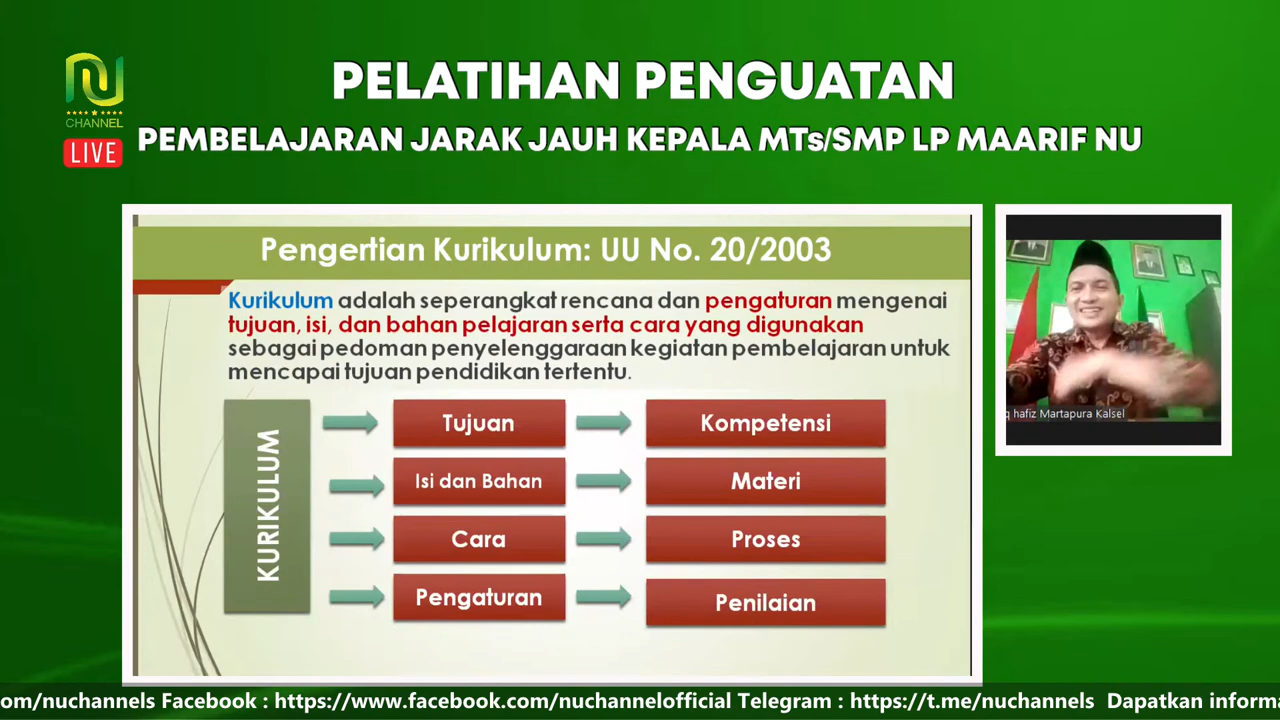 PELATIHAN PENGUATAN
PEMBELAJARAN JARAK JAUH KEPALA MTs/SMP LP MAARIF NU
NU
CHANNEL
LIVE
Pengertian Kurikulum: UU No. 20/2003
Kurikulum adalah seperangkat rencana dan pengaturan mengenai
tujuan, isi, dan bahan pelajaran serta cara yang digunakan
sebagai pedoman penyelenggaraan kegiatan pembelajaran untuk
mencapai tujuan pendidikan tertentu.
KURIKULUM
Tujuan
Kompetensi
Isi dan Bahan
Materi
Cara
Proses
Pengaturan
Penilaian
q hafiz Martapura Kalsel
om/nuchannels Facebook : https://www.facebook.com/nuchannelofficial Telegram : https://t.me/nuchannels Dapatkan inform